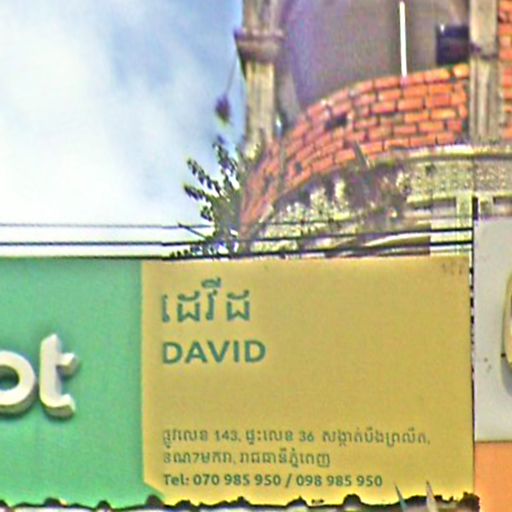 ot
ដេវីដ
DAVID
ផ្លូវលេខ 143, ផ្ទះលេខ 36 សង្កាត់បឹងព្រលឹត,
ខណ្ឌ៧មករា, រាជធានីភ្នំពេញ
Tel: 070 985 950 / 098 985 950